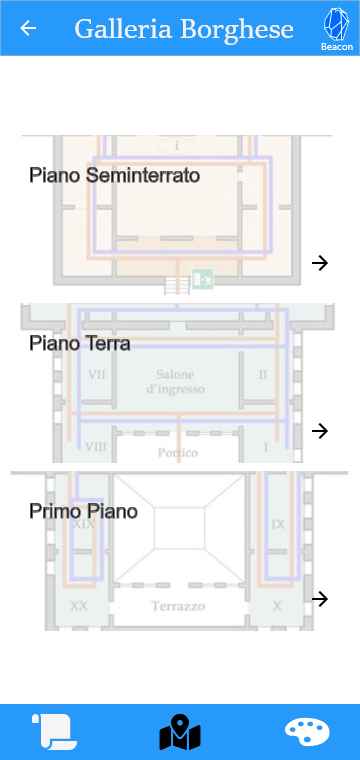 Galleria Borghese
Beacon
i
Piano Seminterrato
Piano Terra
VII
Salone
d'ingresso
II
VIII
Portico
I
Primo Piano
XIX
IX
XX
Terrazzo
X